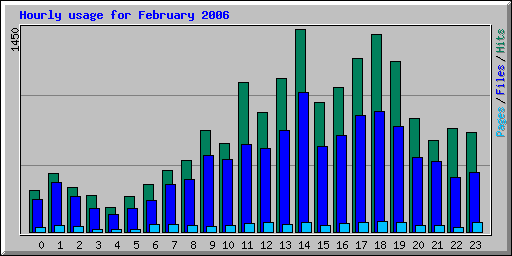 Hourly usage for February 2006
1450
Pages/Files/Hits
0 1 2 3 4 5 6 7 8 9 10 11 12 13 14 15 16 17 18 19 20 21 22 23